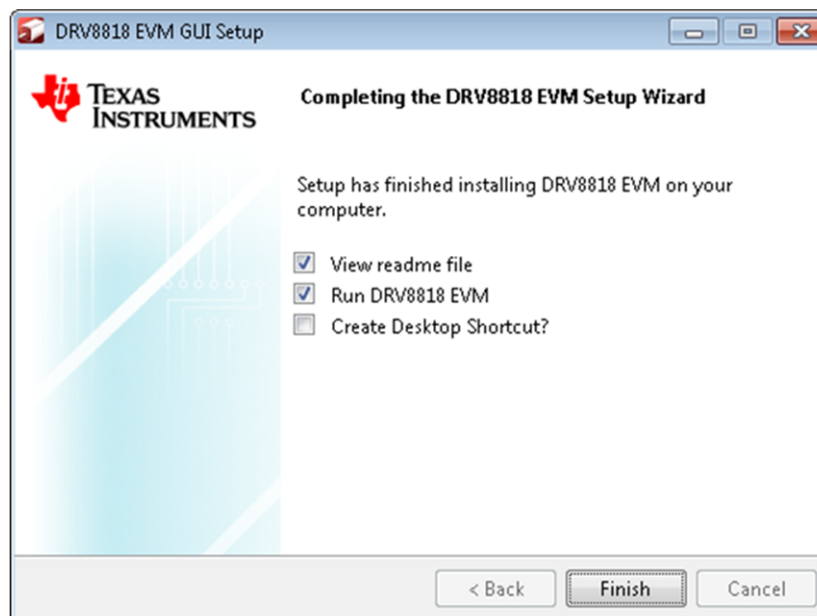 DRV8818 EVM GUI Setup
TEXAS
INSTRUMENTS
Completing the DRV8818 EVM Setup Wizard
Setup has finished installing DRV8818 EVM on your
computer.
View readme file
Run DRV8818 EVM
Create Desktop Shortcut?
< Back
Finish
Cancel